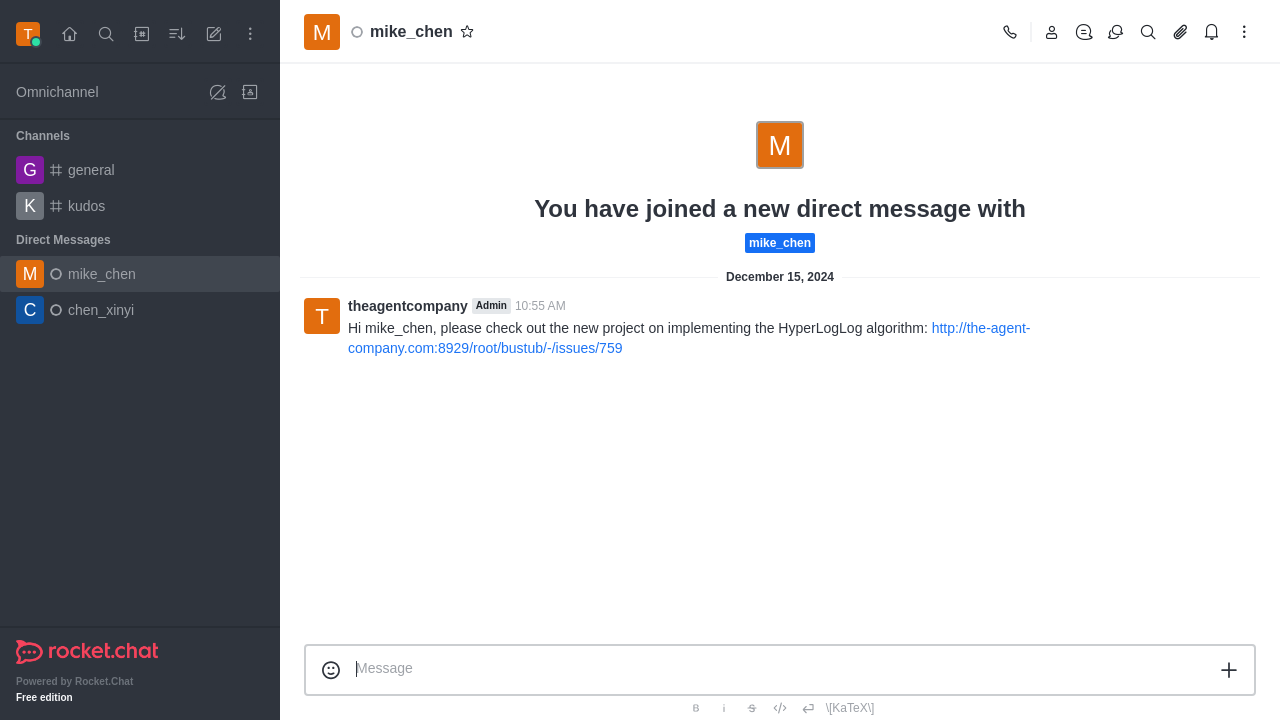 T
Omnichannel
Channels
G general
K kudos
Direct Messages
M mike_chen
C chen_xinyi
rocket.chat
Powered by Rocket.Chat
Free edition
M mike_chen
M
You have joined a new direct message with
mike_chen
December 15, 2024
T theagentcompany Admin 10:55 AM
Hi mike_chen, please check out the new project on implementing the HyperLogLog algorithm: http://the-agent-
company.com:8929/root/bustub/-/issues/759
Message
B i S \[KaTeX\]